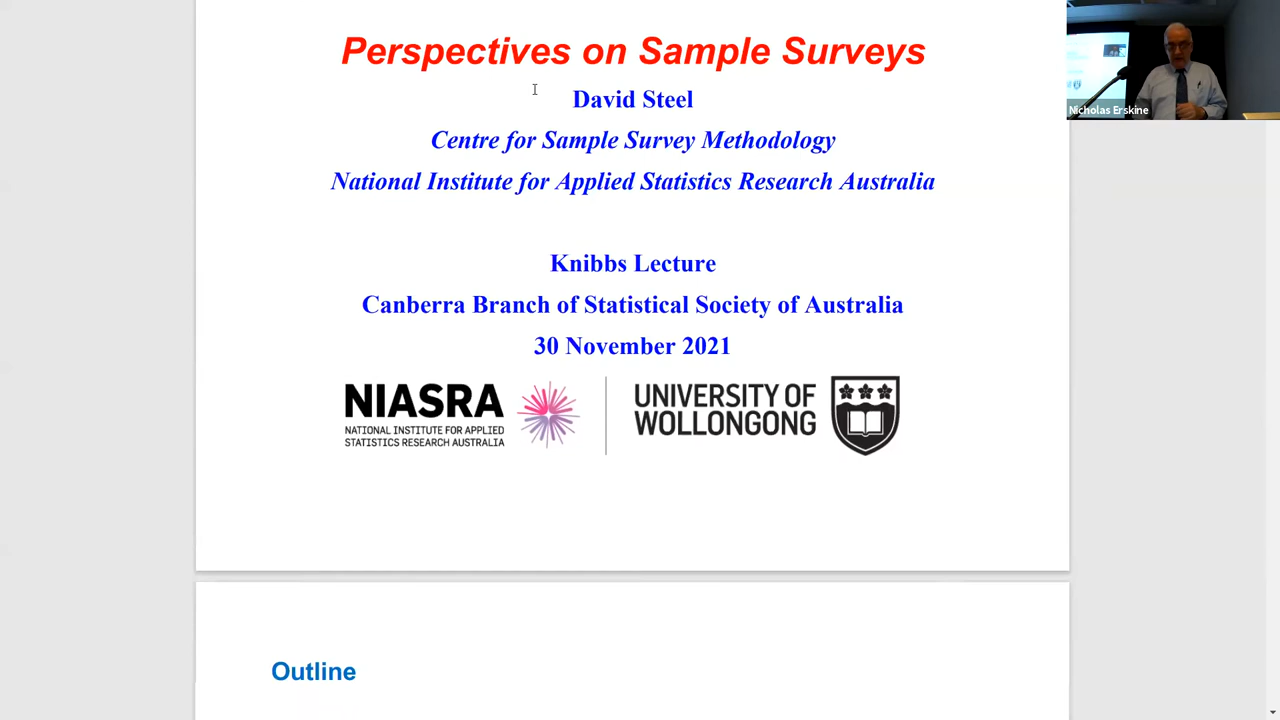 Perspectives on Sample Surveys
David Steel
Centre for Sample Survey Methodology
National Institute for Applied Statistics Research Australia
Knibbs Lecture
Canberra Branch of Statistical Society of Australia
30 November 2021
NIASRA
NATIONAL INSTITUTE FOR APPLIED
STATISTICS RESEARCH AUSTRALIA
UNIVERSITY OF
WOLLONGONG
Outline
Nicholas Erskine